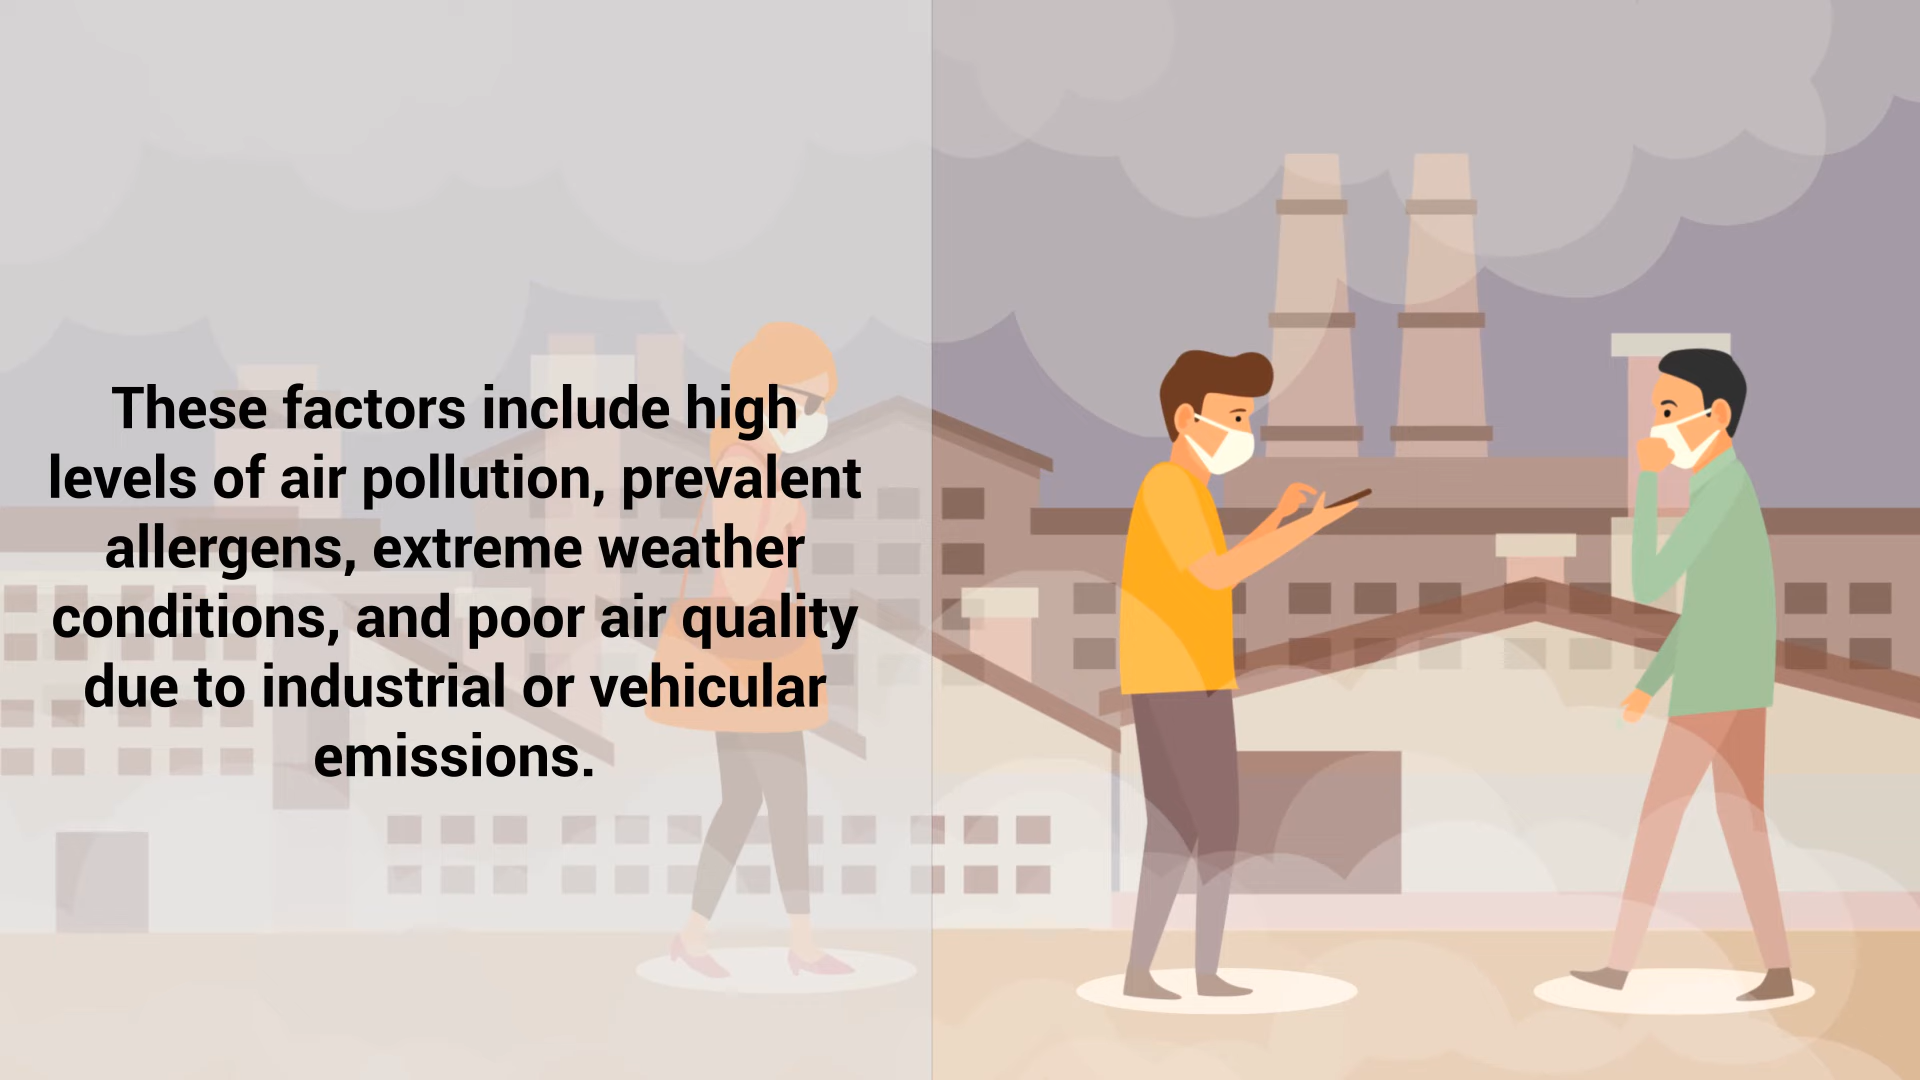 These factors include high
levels of air pollution, prevalent
allergens, extreme weather
conditions, and poor air quality
due to industrial or vehicular
emissions.